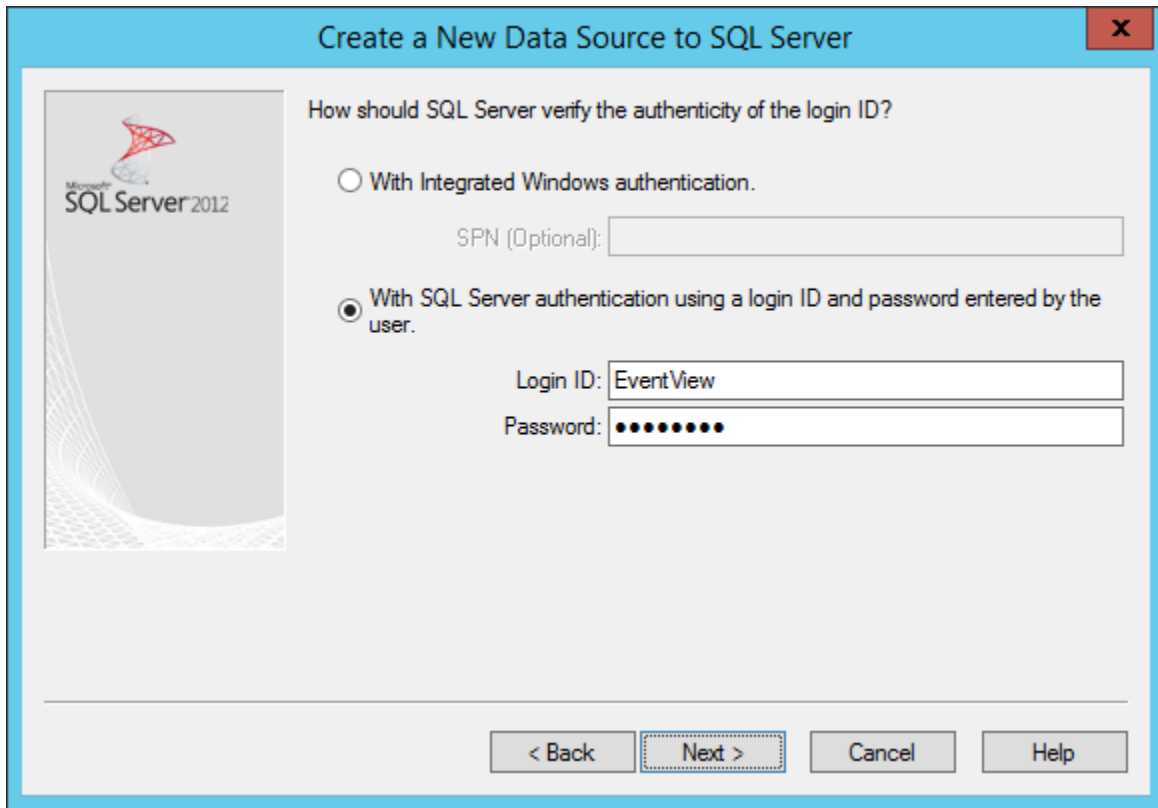 Create a New Data Source to SQL Server
x
Microsoft
SQL Server 2012
How should SQL Server verify the authenticity of the login ID?
With Integrated Windows authentication.
SPN (Optional):
With SQL Server authentication using a login ID and password entered by the
user.
Login ID: EventView
Password: ••••••••
< Back Next > Cancel Help